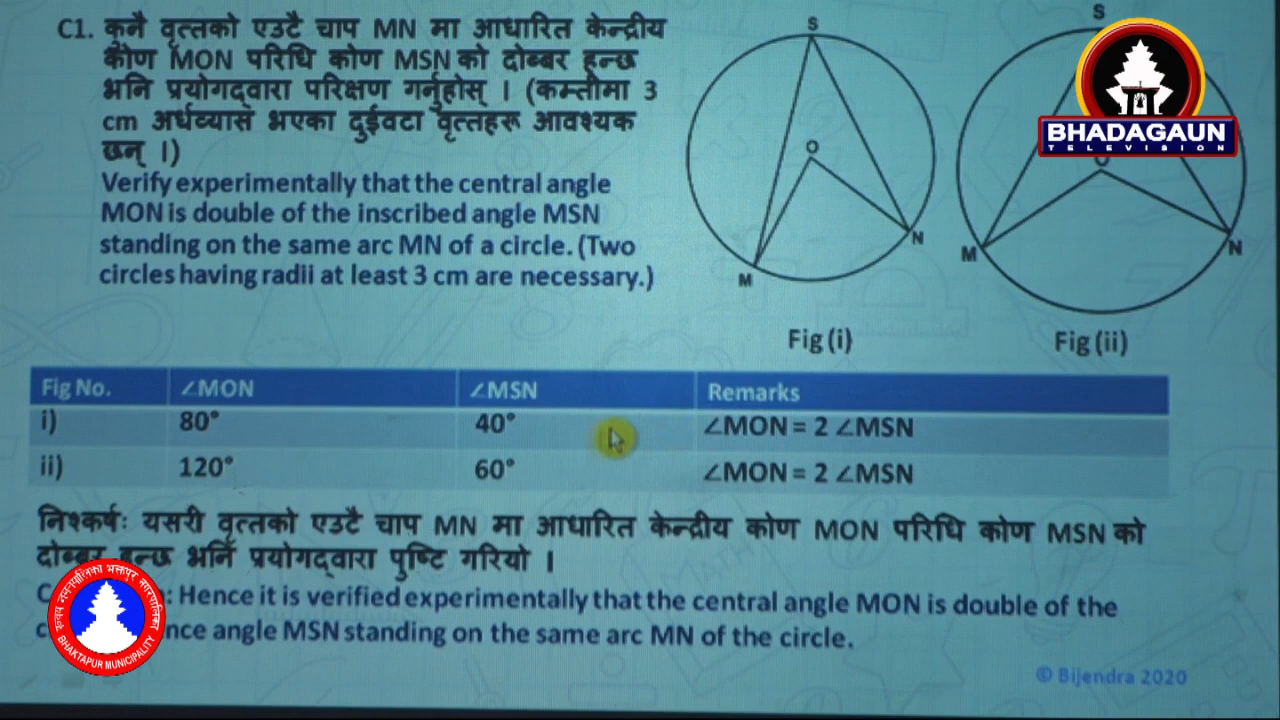 C1. कुनै वृत्तको एउटै चाप MN मा आधारित केन्द्रीय
कोण MON परिधि कोण MSN को दोब्बर हुन्छ
भनि प्रयोगद्वारा परिक्षण गर्नुहोस् । (कम्तीमा 3
cm अर्धव्यास भएका दुईवटा वृत्तहरू आवश्यक
छन् ।)
Verify experimentally that the central angle
MON is double of the inscribed angle MSN
standing on the same arc MN of a circle. (Two
circles having radii at least 3 cm are necessary.)
S
O
M
N
Fig (i)
S
O
M
N
Fig (ii)
BHADAGAUN
TELEVISION
Fig No. ∠MON ∠MSN Remarks
i) 80° 40° ∠MON = 2 ∠MSN
ii) 120° 60° ∠MON = 2 ∠MSN
निश्कर्षः यसरी वृत्तको एउटै चाप MN मा आधारित केन्द्रीय कोण MON परिधि कोण MSN को
दोब्बर हुन्छ भनि प्रयोगद्वारा पुष्टि गरियो ।
: Hence it is verified experimentally that the central angle MON is double of the
angle MSN standing on the same arc MN of the circle.
BHAKTAPUR MUNICIPALITY
© Bijendra 2020